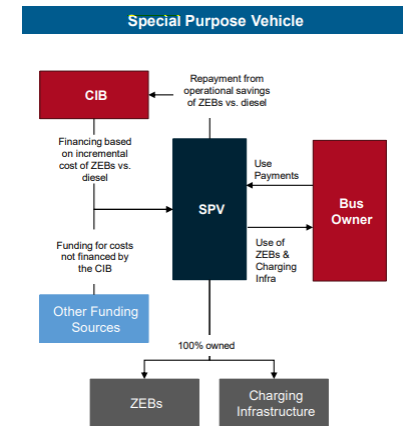 Special Purpose Vehicle
CIB
Repayment from
operational savings
of ZEBs vs. diesel
Financing based
on incremental
cost of ZEBs vs.
diesel
SPV
Use
Payments
Bus
Owner
Use of
ZEBs &
Charging
Infra
Funding for costs
not financed by
the CIB
Other Funding
Sources
100% owned
ZEBs
Charging
Infrastructure